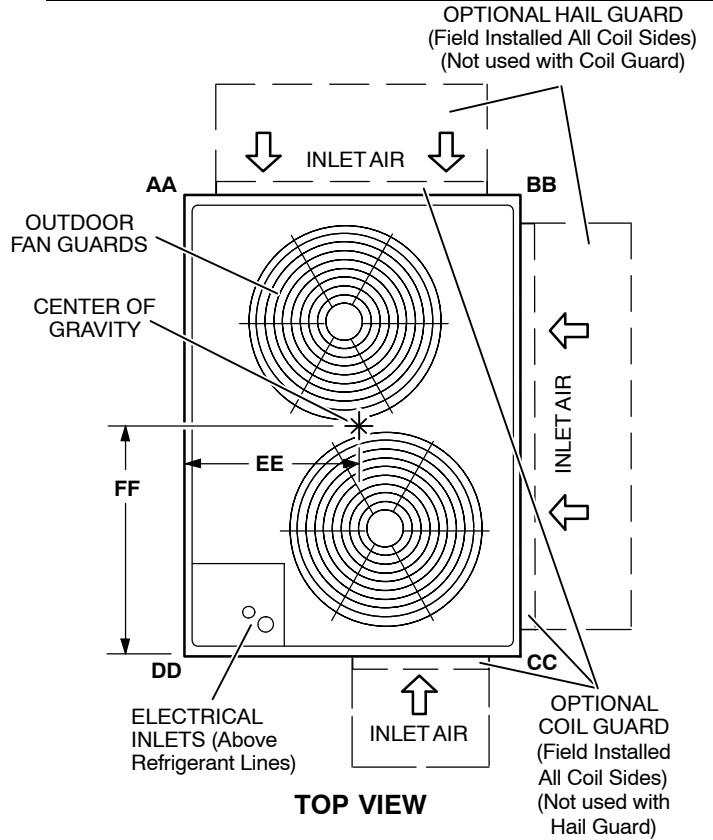 OPTIONAL HAIL GUARD
(Field Installed All Coil Sides)
(Not used with Coil Guard)
INLET AIR
AA
BB
OUTDOOR
FAN GUARDS
CENTER OF
GRAVITY
INLET AIR
EE
FF
DD
CC
ELECTRICAL
INLETS (Above
Refrigerant Lines)
INLET AIR
OPTIONAL
COIL GUARD
(Field Installed
All Coil Sides)
(Not used with
Hail Guard)
TOP VIEW